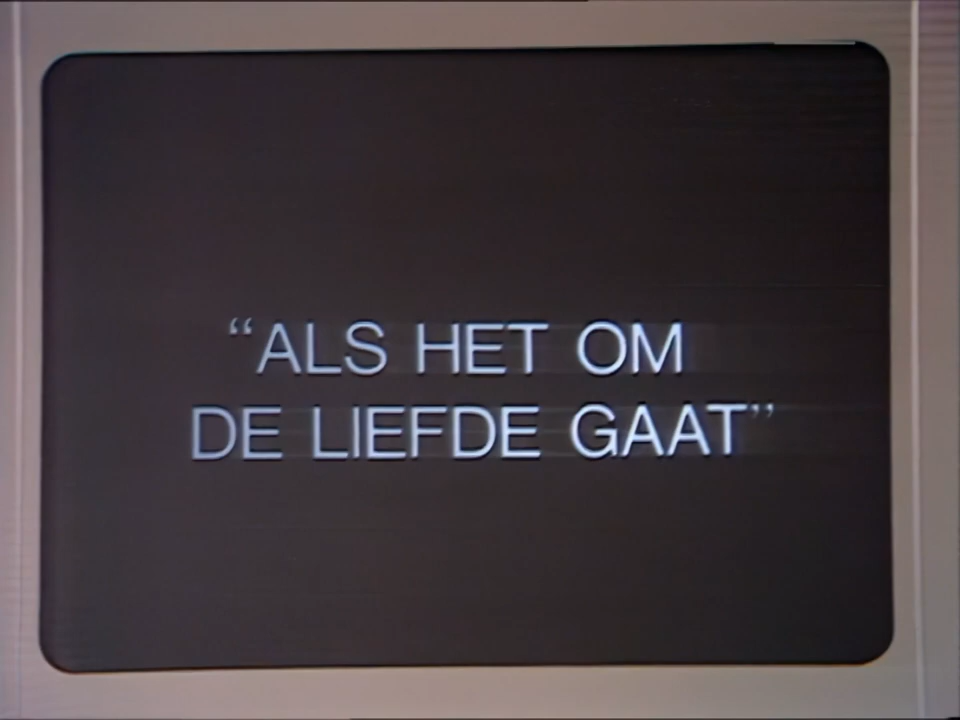 “ALS HET OM
DE LIEFDE GAAT”